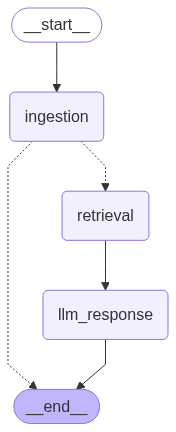 __start__
ingestion
retrieval
llm_response
__end__